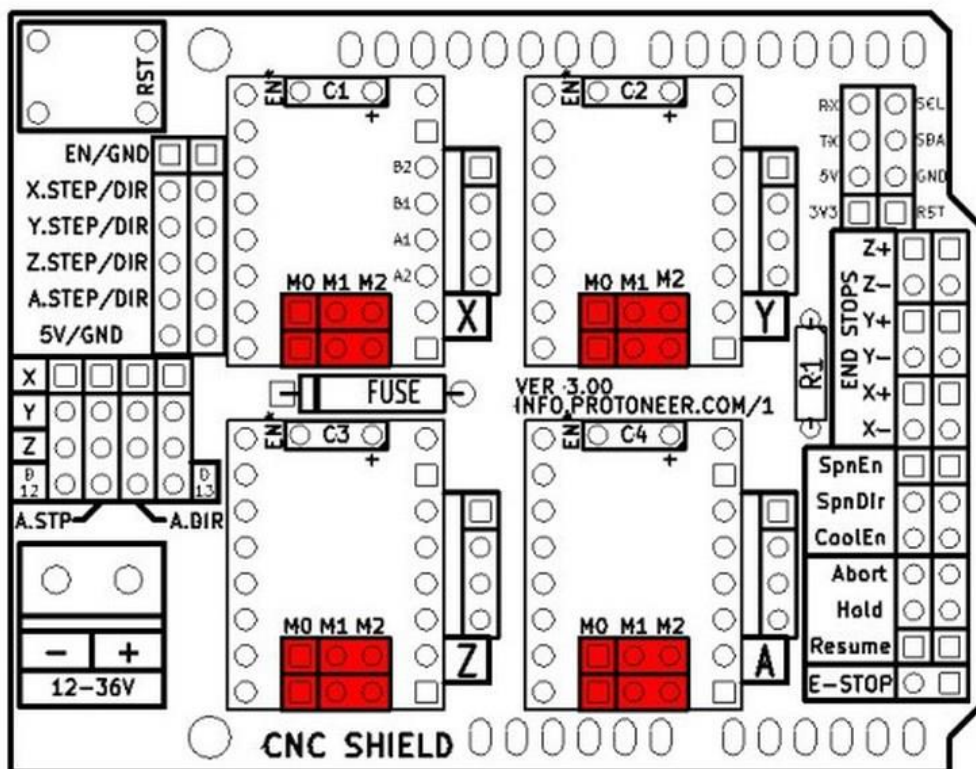 RST
EN* C1 +
EN* C2 +
EN/GND
X.STEP/DIR
Y.STEP/DIR
Z.STEP/DIR
A.STEP/DIR
5V/GND
B2
B1
A1
A2
M0 M1 M2
X
M0 M1 M2
Y
RX SCL
TX SDA
5V GND
3V3 RST
END STOPS
Z+
Z-
Y+
Y-
X+
X-
R1
X
Y
Z
D 12
D 13
A.STP A.DIR
FUSE
VER 3.00
INFO.PROTONEER.COM/1
EN* C3 +
EN* C4 +
SpnEn
SpnDir
CoolEn
Abort
Hold
Resume
E-STOP
- +
12-36V
M0 M1 M2
Z
M0 M1 M2
A
CNC SHIELD